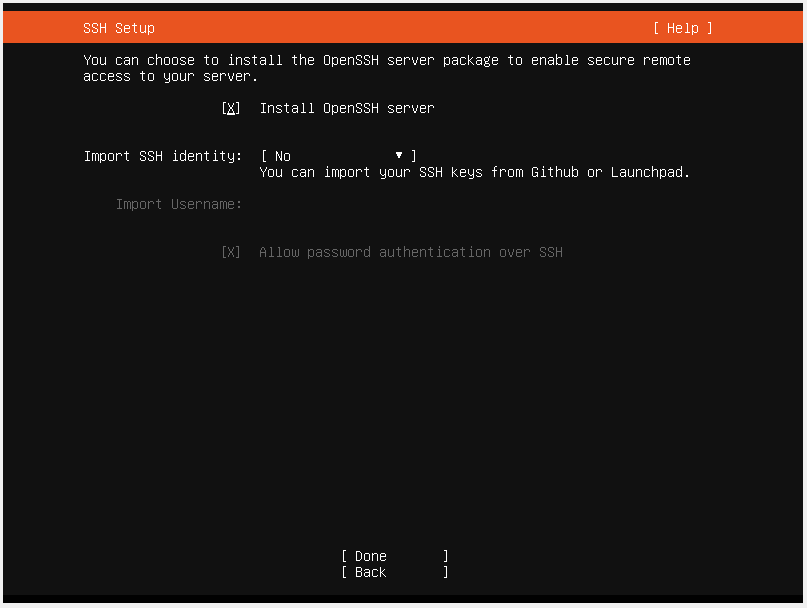 SSH Setup [ Help ]
You can choose to install the OpenSSH server package to enable secure remote
access to your server.
[X] Install OpenSSH server
Import SSH identity: [ No ▾ ]
You can import your SSH keys from Github or Launchpad.
Import Username:
[X] Allow password authentication over SSH
[ Done ]
[ Back ]